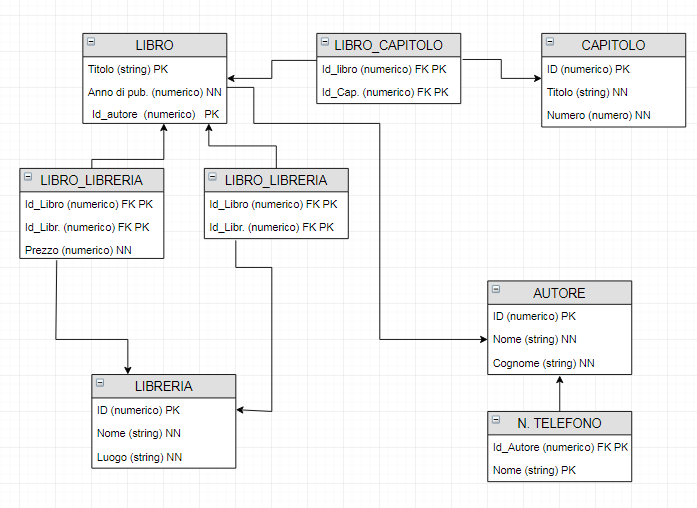 LIBRO
Titolo (string) PK
Anno di pub. (numerico) NN
Id_autore (numerico) PK
LIBRO_CAPITOLO
Id_libro (numerico) FK PK
Id_Cap. (numerico) FK PK
CAPITOLO
ID (numerico) PK
Titolo (string) NN
Numero (numero) NN
LIBRO_LIBRERIA
Id_Libro (numerico) FK PK
Id_Libr. (numerico) FK PK
Prezzo (numerico) NN
LIBRO_LIBRERIA
Id_Libro (numerico) FK PK
Id_Libr. (numerico) FK PK
AUTORE
ID (numerico) PK
Nome (string) NN
Cognome (string) NN
LIBRERIA
ID (numerico) PK
Nome (string) NN
Luogo (string) NN
N. TELEFONO
Id_Autore (numerico) FK PK
Nome (string) PK